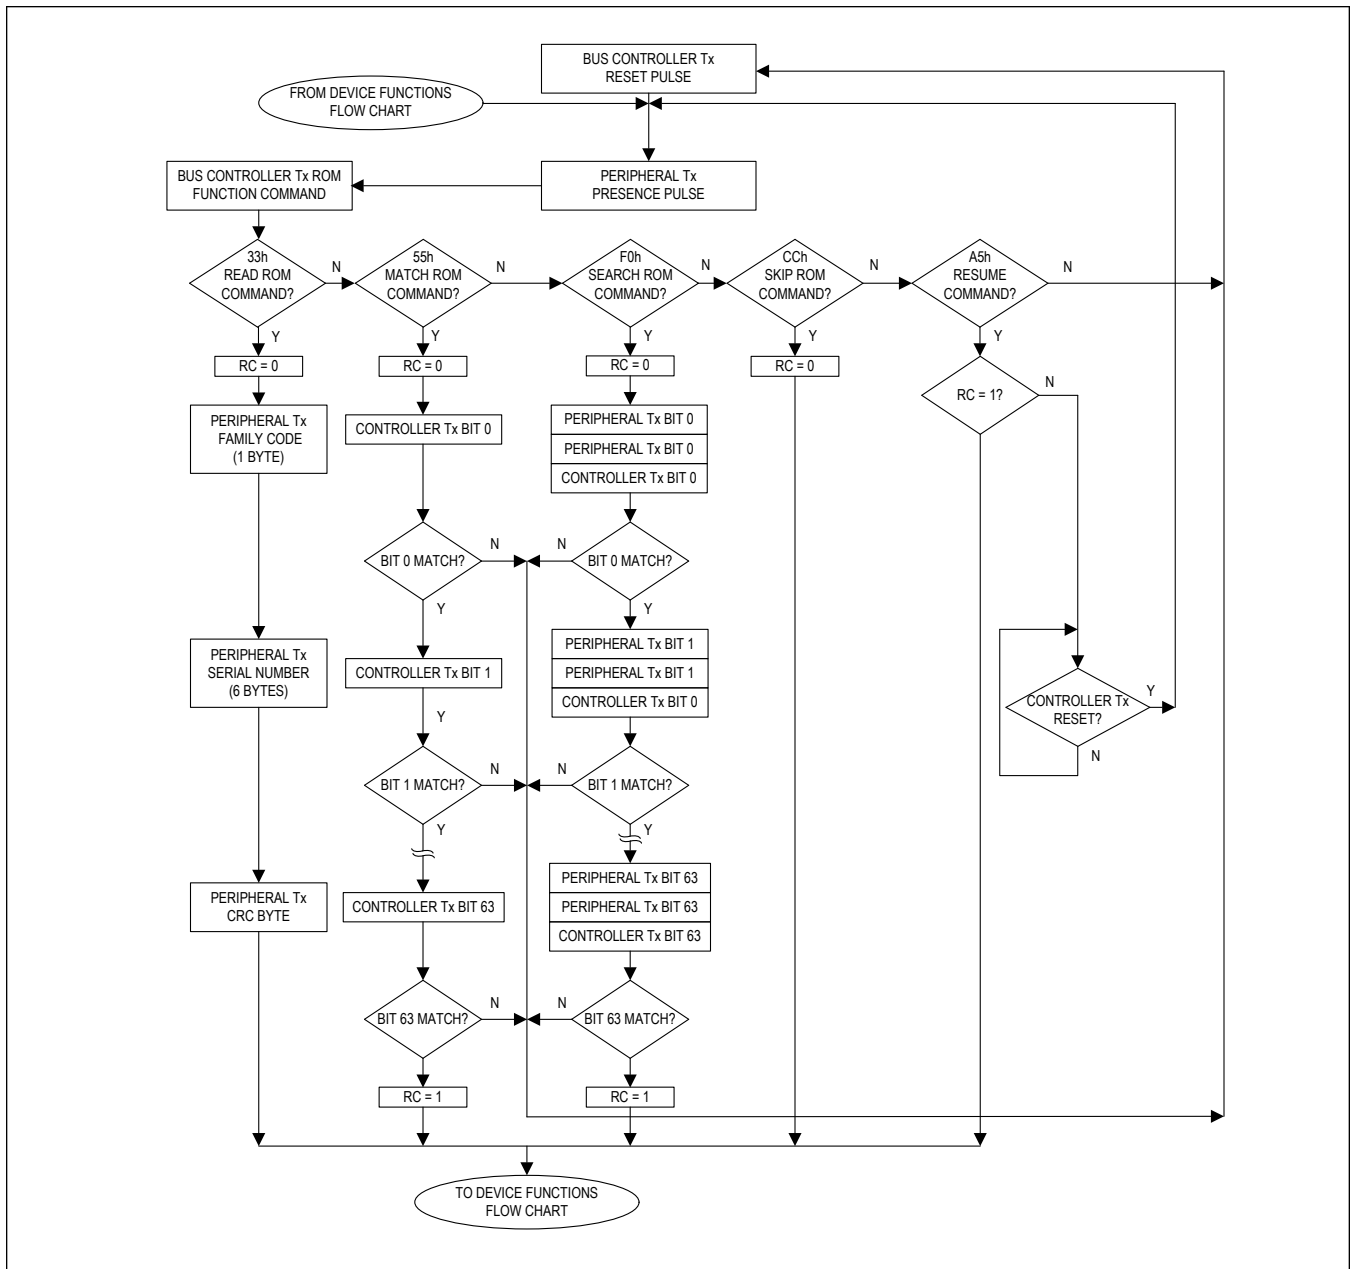 BUS CONTROLLER Tx
RESET PULSE
FROM DEVICE FUNCTIONS
FLOW CHART
BUS CONTROLLER Tx ROM
FUNCTION COMMAND
PERIPHERAL Tx
PRESENCE PULSE
33h
READ ROM
COMMAND?
N
55h
MATCH ROM
COMMAND?
N
F0h
SEARCH ROM
COMMAND?
N
CCh
SKIP ROM
COMMAND?
N
A5h
RESUME
COMMAND?
N
Y
Y
Y
Y
Y
RC = 0
RC = 0
RC = 0
RC = 0
RC = 1?
N
PERIPHERAL Tx
FAMILY CODE
(1 BYTE)
CONTROLLER Tx BIT 0
PERIPHERAL Tx BIT 0
PERIPHERAL Tx BIT 0
CONTROLLER Tx BIT 0
BIT 0 MATCH?
N
N
BIT 0 MATCH?
Y
Y
PERIPHERAL Tx
SERIAL NUMBER
(6 BYTES)
CONTROLLER Tx BIT 1
PERIPHERAL Tx BIT 1
PERIPHERAL Tx BIT 1
CONTROLLER Tx BIT 0
CONTROLLER Tx
RESET?
Y
N
Y
BIT 1 MATCH?
N
N
BIT 1 MATCH?
Y
Y
PERIPHERAL Tx
CRC BYTE
CONTROLLER Tx BIT 63
PERIPHERAL Tx BIT 63
PERIPHERAL Tx BIT 63
CONTROLLER Tx BIT 63
BIT 63 MATCH?
N
N
BIT 63 MATCH?
Y
Y
RC = 1
RC = 1
TO DEVICE FUNCTIONS
FLOW CHART